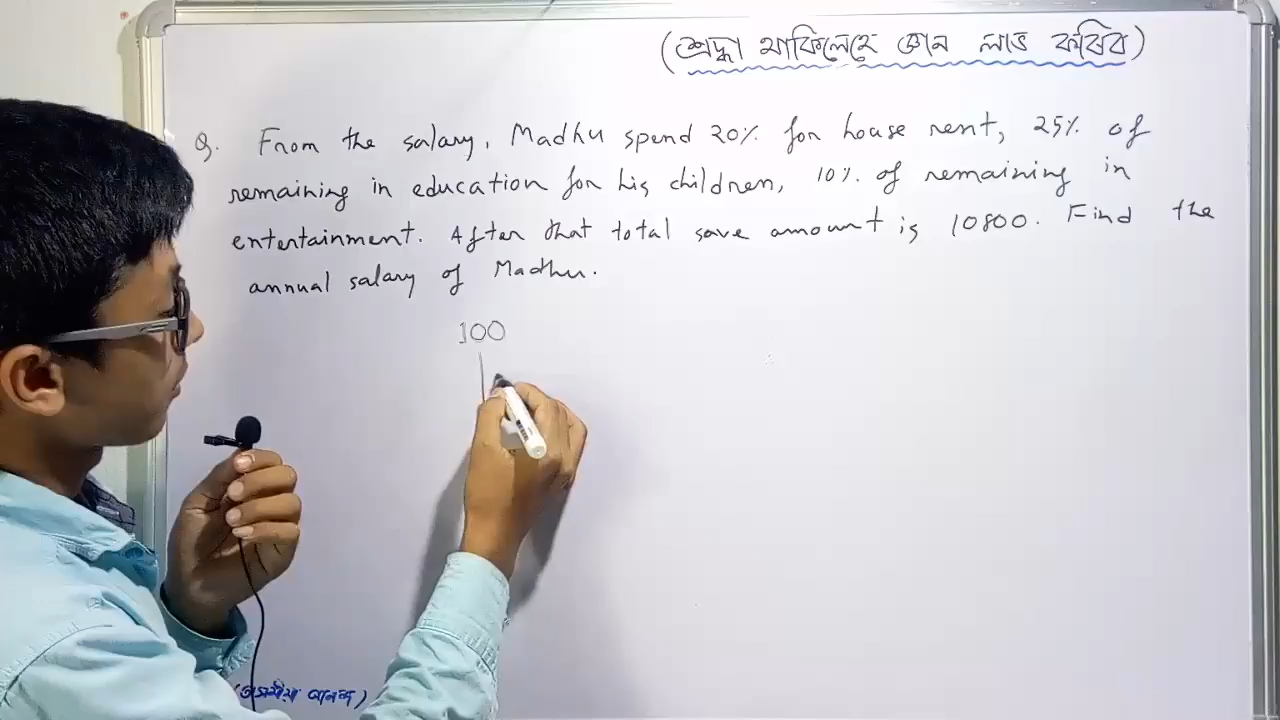 (শ্ৰদ্ধা থাকিলেহে জ্ঞান লাভ কৰিব)
Q. From the salary, Madhu spend 20% for house rent, 25% of
remaining in education for his children, 10% of remaining in
entertainment. After that total save amount is 10800. Find the
annual salary of Madhu.
100
(অসমীয়া আনন্দ)